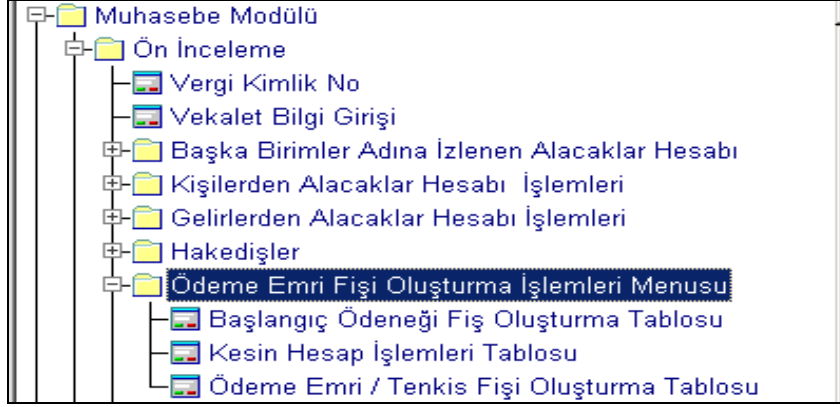 Muhasebe Modülü
Ön İnceleme
Vergi Kimlik No
Vekalet Bilgi Girişi
Başka Birimler Adına İzlenen Alacaklar Hesabı
Kişilerden Alacaklar Hesabı İşlemleri
Gelirlerden Alacaklar Hesabı İşlemleri
Hakedişler
Ödeme Emri Fişi Oluşturma İşlemleri Menusu
Başlangıç Ödeneği Fiş Oluşturma Tablosu
Kesin Hesap İşlemleri Tablosu
Ödeme Emri / Tenkis Fişi Oluşturma Tablosu